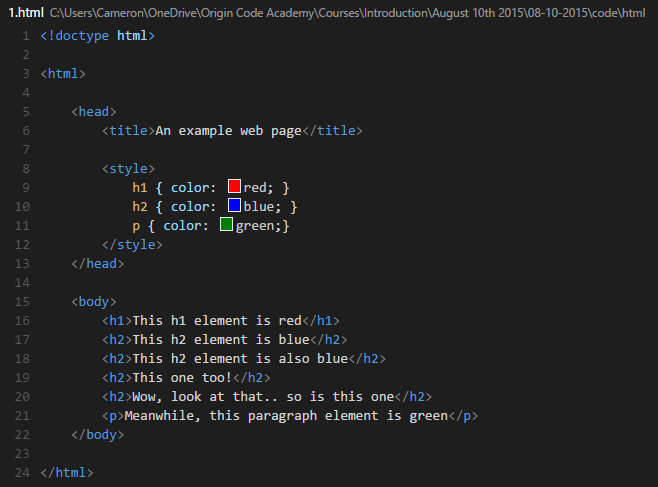 1.html C:\Users\Cameron\OneDrive\Origin Code Academy\Courses\Introduction\August 10th 2015\08-10-2015\code\html
1 <!doctype html>
2
3 <html>
4
5 <head>
6 <title>An example web page</title>
7
8 <style>
9 h1 { color: red; }
10 h2 { color: blue; }
11 p { color: green;}
12 </style>
13 </head>
14
15 <body>
16 <h1>This h1 element is red</h1>
17 <h2>This h2 element is blue</h2>
18 <h2>This h2 element is also blue</h2>
19 <h2>This one too!</h2>
20 <h2>Wow, look at that.. so is this one</h2>
21 <p>Meanwhile, this paragraph element is green</p>
22 </body>
23
24 </html>